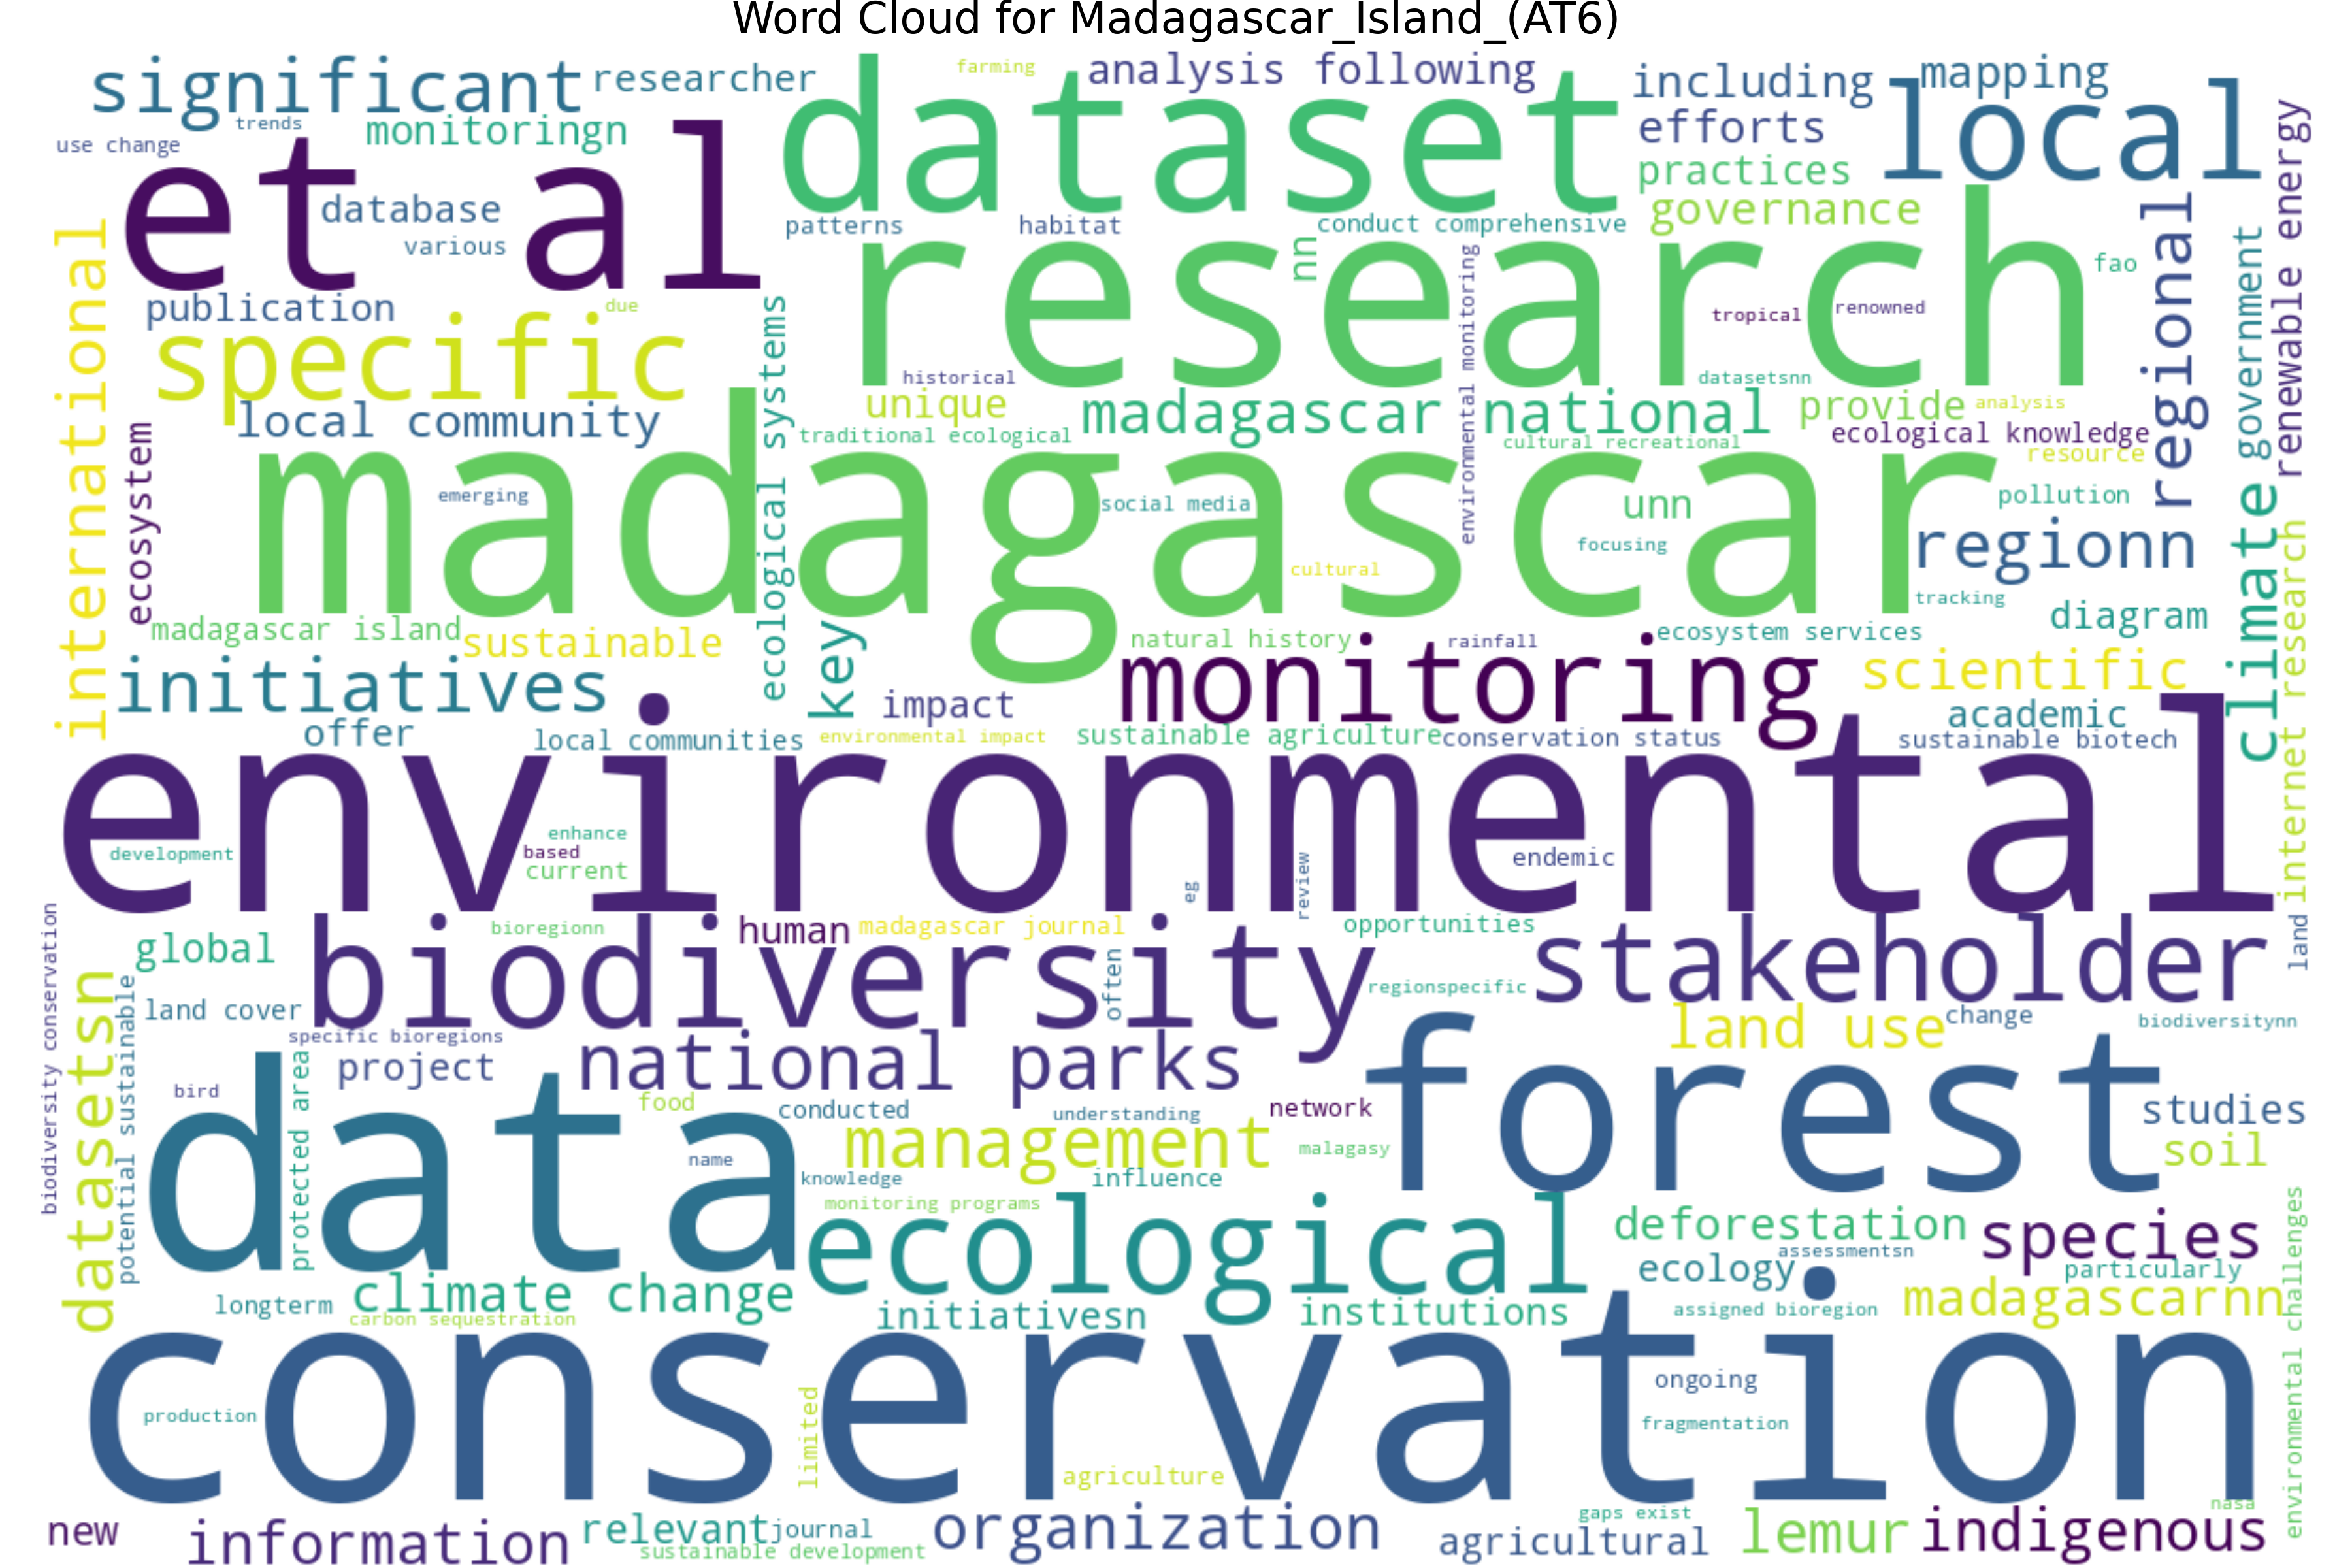 Word Cloud for Madagascar_Island_(AT6)
significant
researcher
farming
analysis following
including
mapping
trends
use change
monitoringn
dataset
efforts
local
et al
practices
renewable energy
database
various
patterns
habitat
conduct comprehensive
governance
international
regional
government
nn
research
environmental monitoring
fao
publication
due
ecological systems
tropical
renowned
specific
historical
datasetsnn
local community
unique
madagascar national
provide
analysis
traditional ecological
cultural recreational
ecological knowledge
resource
ecosystem
madagascar
emerging
social media
unn
pollution
climate
focusing
regionn
cultural
tracking
internet research
madagascar island
sustainable
key
natural history
rainfall
ecosystem services
diagram
initiatives
impact
monitoring
scientific
offer
local communities
environmental impact
sustainable agriculture
conservation status
academic
sustainable biotech
environmental
development
enhance
based
current
eg
review
endemic
biodiversity conservation
global
bioregionn
human
madagascar journal
opportunities
stakeholder
land
biodiversity
often
regionspecific
datasetsn
potential sustainable
land cover
land use
change
biodiversitynn
specific bioregions
project
national parks
forest
protected area
bird
data
food
conducted
understanding
network
studies
management
malagasy
soil
name
knowledge
influence
monitoring programs
ecological
deforestation
species
assessmentsn
ecology
particularly
environmental challenges
longterm
climate change
carbon sequestration
initiativesn
institutions
assigned bioregion
madagascarnn
conservation
ongoing
production
limited
fragmentation
agriculture
new
information
relevant
journal
sustainable development
organization
gaps exist
agricultural
lemur
indigenous
nasa